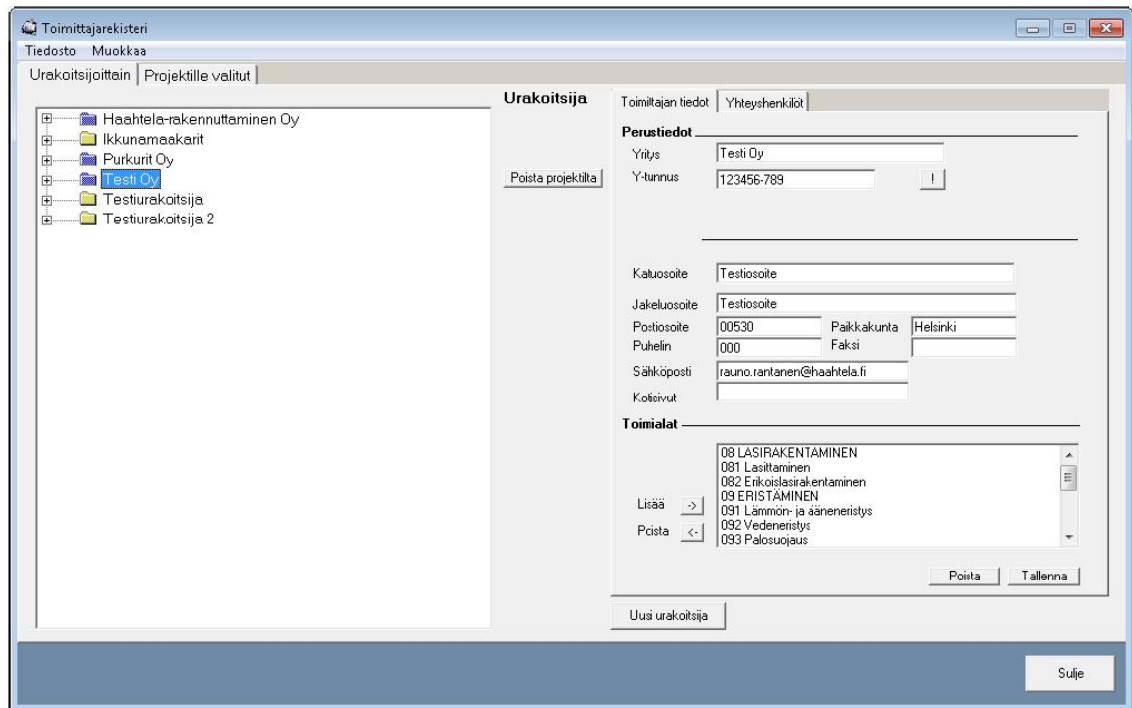 Toimittajarekisteri
Tiedosto Muokkaa
Urakoitsijoittain Projektille valitut
Haahtela-rakennuttaminen Oy
Ikkunamaakarit
Purkurit Oy
Testi Oy
Testiurakoitsija
Testiurakoitsija 2
Urakoitsija
Poista projektilta
Toimittajan tiedot Yhteyshenkilöt
Perustiedot
Yritys Testi Oy
Y-tunnus 123456-789 !
Katuosoite Testiosoite
Jakeluosoite Testiosoite
Postiosoite 00530 Paikkakunta Helsinki
Puhelin 000 Faksi
Sähköposti rauno.rantanen@haahtela.fi
Kotisivut
Toimialat
08 LASIRAKENTAMINEN
081 Lasittaminen
082 Erikoislasirakentaminen
09 ERISTÄMINEN
091 Lämmön- ja ääneneristys
092 Vedeneristys
093 Palosuojaus
Lisää ->
Poista <-
Poista Tallenna
Uusi urakoitsija
Sulje